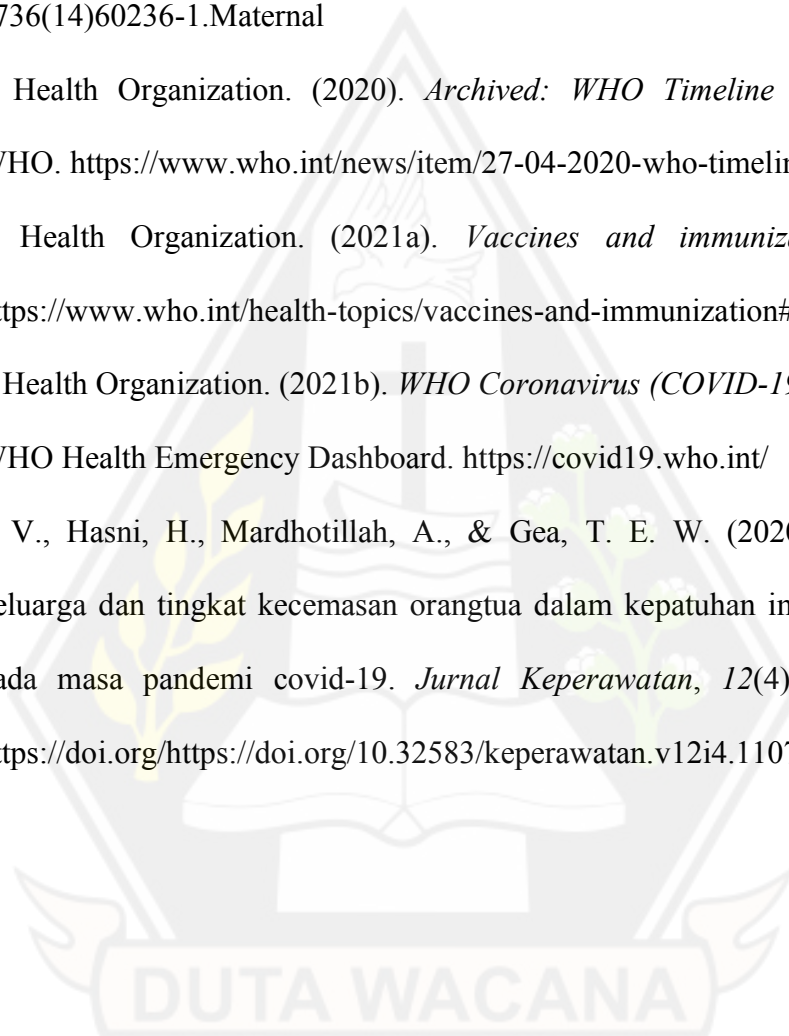 736(14)60236-1.Maternal
Health Organization. (2020). Archived: WHO Timeline
WHO. https://www.who.int/news/item/27-04-2020-who-timelin
Health Organization. (2021a). Vaccines and immuniza
ttps://www.who.int/health-topics/vaccines-and-immunization#
Health Organization. (2021b). WHO Coronavirus (COVID-19
WHO Health Emergency Dashboard. https://covid19.who.int/
V., Hasni, H., Mardhotillah, A., & Gea, T. E. W. (2020
eluarga dan tingkat kecemasan orangtua dalam kepatuhan im
ada masa pandemi covid-19. Jurnal Keperawatan, 12(4)
ttps://doi.org/https://doi.org/10.32583/keperawatan.v12i4.1107
DUTA WACANA